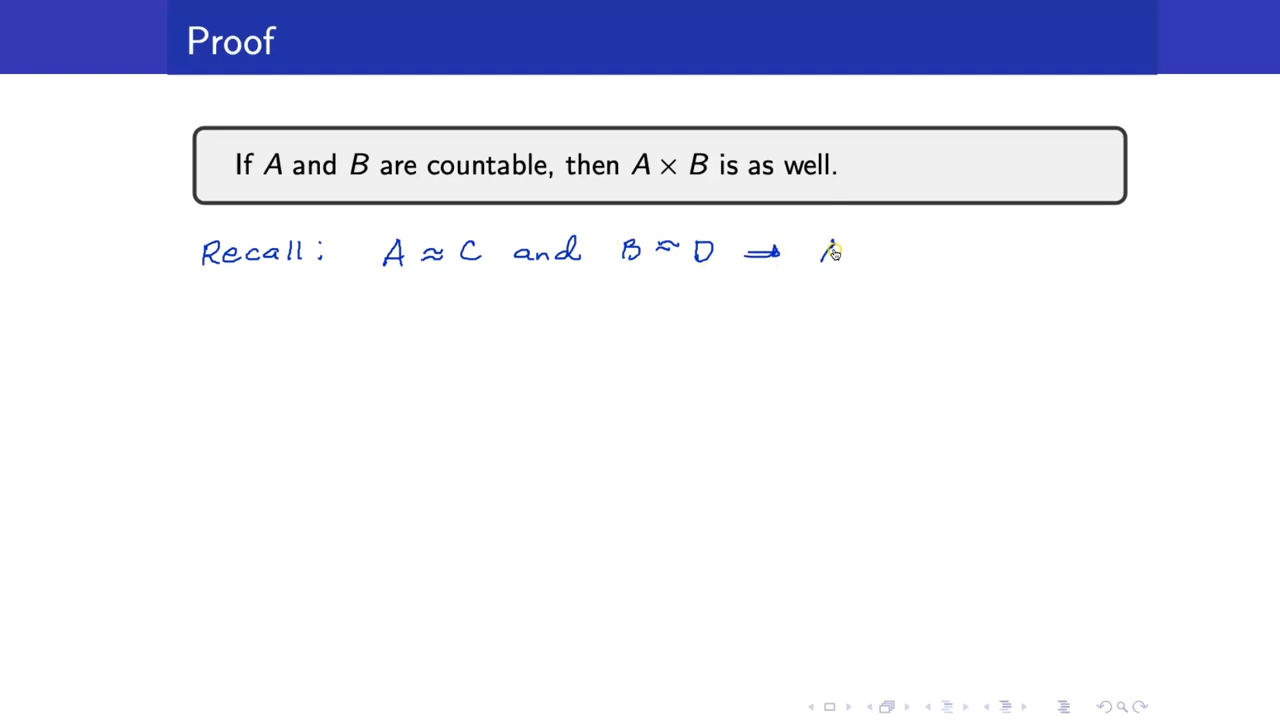 Proof
If A and B are countable, then A × B is as well.
Recall: A ≈ C and B ≈ D ⇒